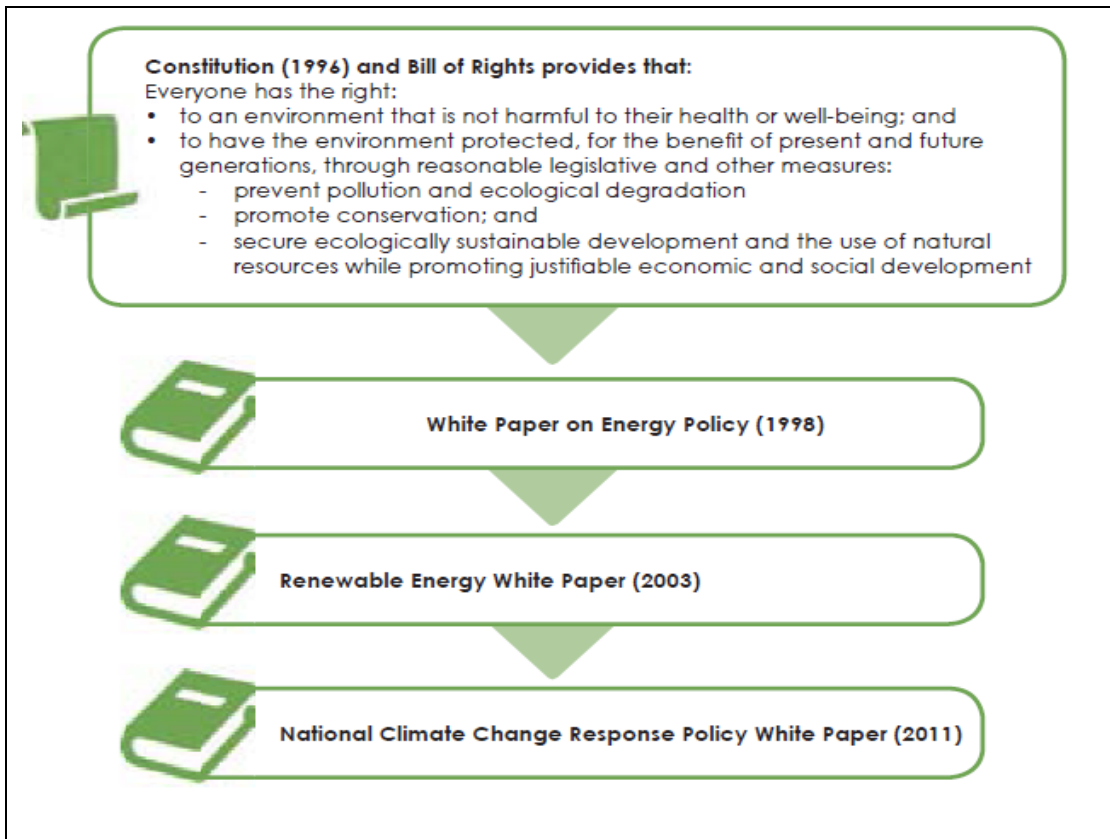 Constitution (1996) and Bill of Rights provides that:
Everyone has the right:
• to an environment that is not harmful to their health or well-being; and
• to have the environment protected, for the benefit of present and future
generations, through reasonable legislative and other measures:
- prevent pollution and ecological degradation
- promote conservation; and
- secure ecologically sustainable development and the use of natural
resources while promoting justifiable economic and social development
White Paper on Energy Policy (1998)
Renewable Energy White Paper (2003)
National Climate Change Response Policy White Paper (2011)